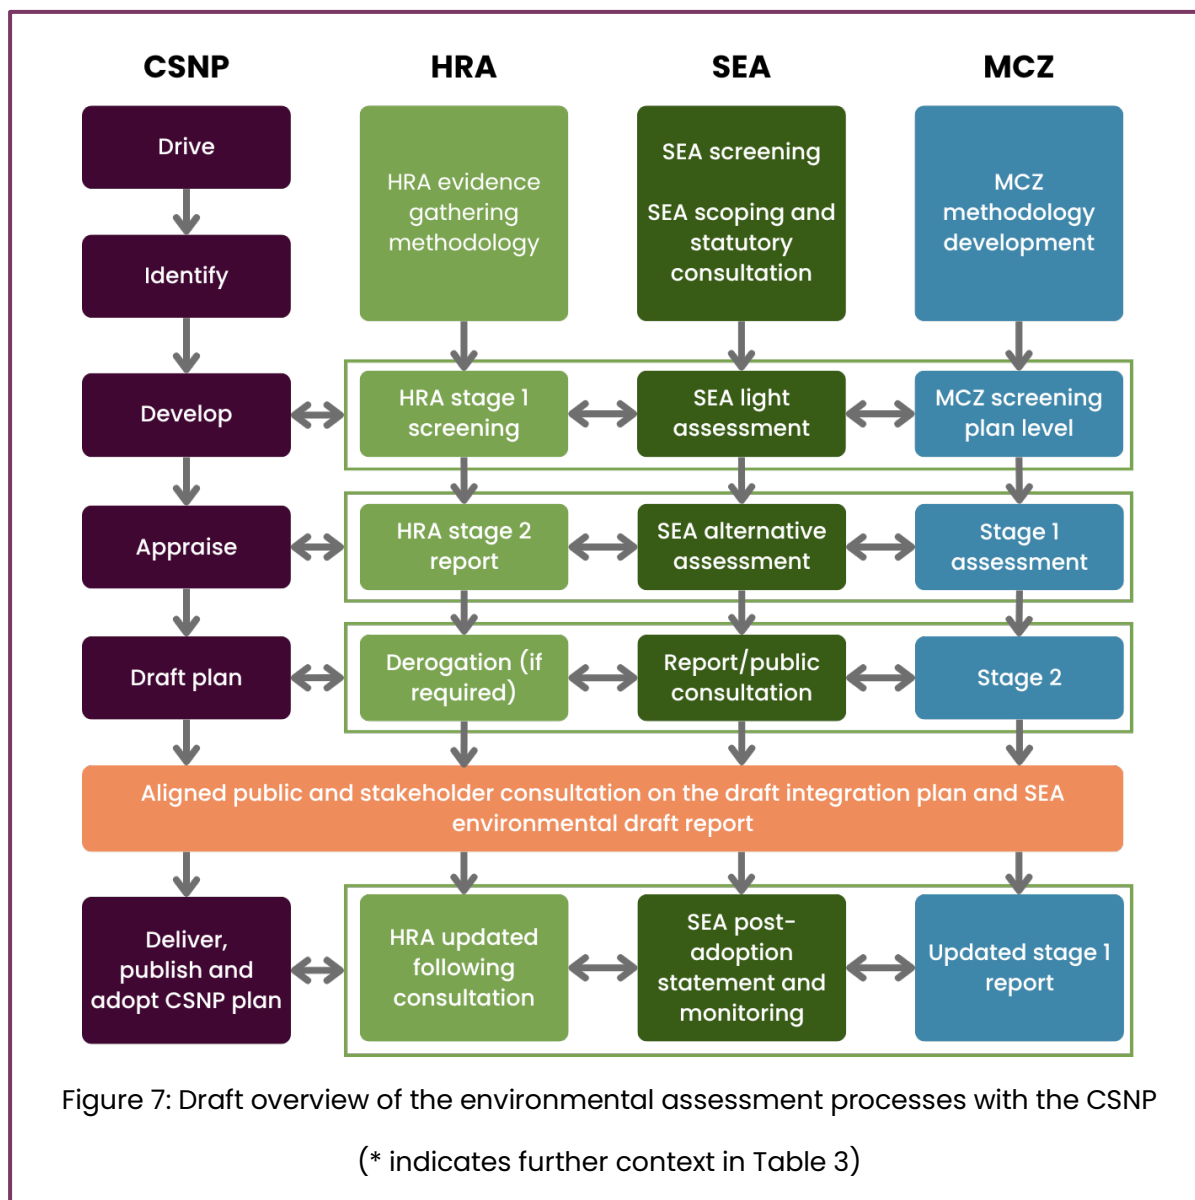 CSNP
HRA
SEA
MCZ
Drive
Identify
HRA evidence
gathering
methodology
SEA screening
SEA scoping and
statutory
consultation
MCZ
methodology
development
Develop
HRA stage 1
screening
SEA light
assessment
MCZ screening
plan level
Appraise
HRA stage 2
report
SEA alternative
assessment
Stage 1
assessment
Draft plan
Derogation (if
required)
Report/public
consultation
Stage 2
Aligned public and stakeholder consultation on the draft integration plan and SEA
environmental draft report
Deliver,
publish and
adopt CSNP plan
HRA updated
following
consultation
SEA post-
adoption
statement and
monitoring
Updated stage 1
report
Figure 7: Draft overview of the environmental assessment processes with the CSNP
(* indicates further context in Table 3)